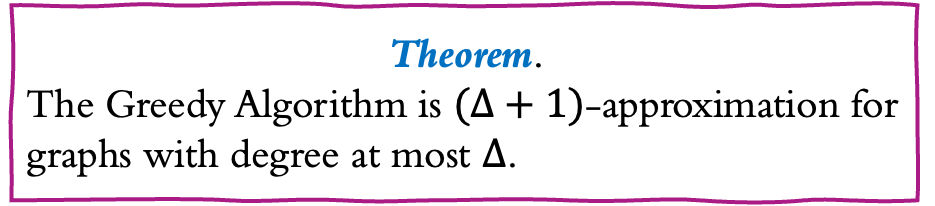 Theorem.
The Greedy Algorithm is (Δ + 1)-approximation for
graphs with degree at most Δ.